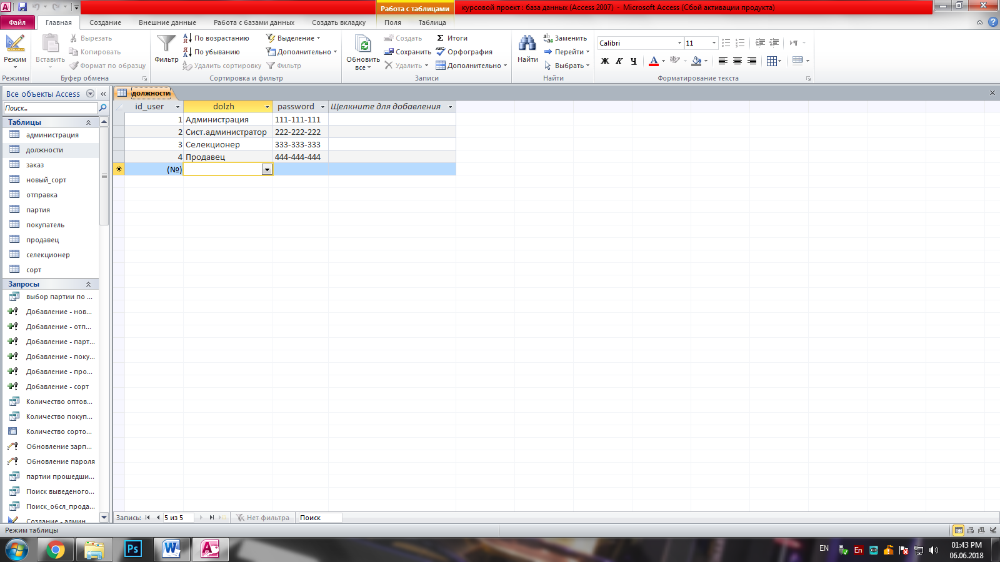 Работа с таблицами
курсовой проект : база данных (Access 2007) - Microsoft Access (Сбой активации продукта)
Файл Главная Создание Внешние данные Работа с базами данных Создать вкладку Поля Таблица
Режим
Режимы
Вставить
Вырезать
Копировать
Формат по образцу
Буфер обмена
Фильтр
По возрастанию
По убыванию
Удалить сортировку
Выделение
Дополнительно
Фильтр
Сортировка и фильтр
Обновить
все
Создать
Сохранить
Удалить
Итоги
Орфография
Дополнительно
Записи
Найти
Заменить
Перейти
Выбрать
Найти
Calibri 11
Ж К Ч
Форматирование текста
Все объекты Access
Поиск...
Таблицы
администрация
должности
заказ
новый_сорт
отправка
партия
покупатель
продавец
селекционер
сорт
Запросы
выбор партии по ...
Добавление - нов...
Добавление - отп...
Добавление - парт...
Добавление - поку...
Добавление - про...
Добавление - сорт
Количество оптов...
Количество покуп...
Количество сорто...
Обновление зарп...
Обновление пароля
партии прошедши...
Поиск выведеного...
Поиск_обсл_прода...
Создание - админ...
должности
id_user dolzh password Щелкните для добавления
1 Администрация 111-111-111
2 Сист.администратор 222-222-222
3 Селекционер 333-333-333
4 Продавец 444-444-444
(№)
Запись: 5 из 5 Нет фильтра Поиск
Режим таблицы
EN
En
01:43 PM
06.06.2018